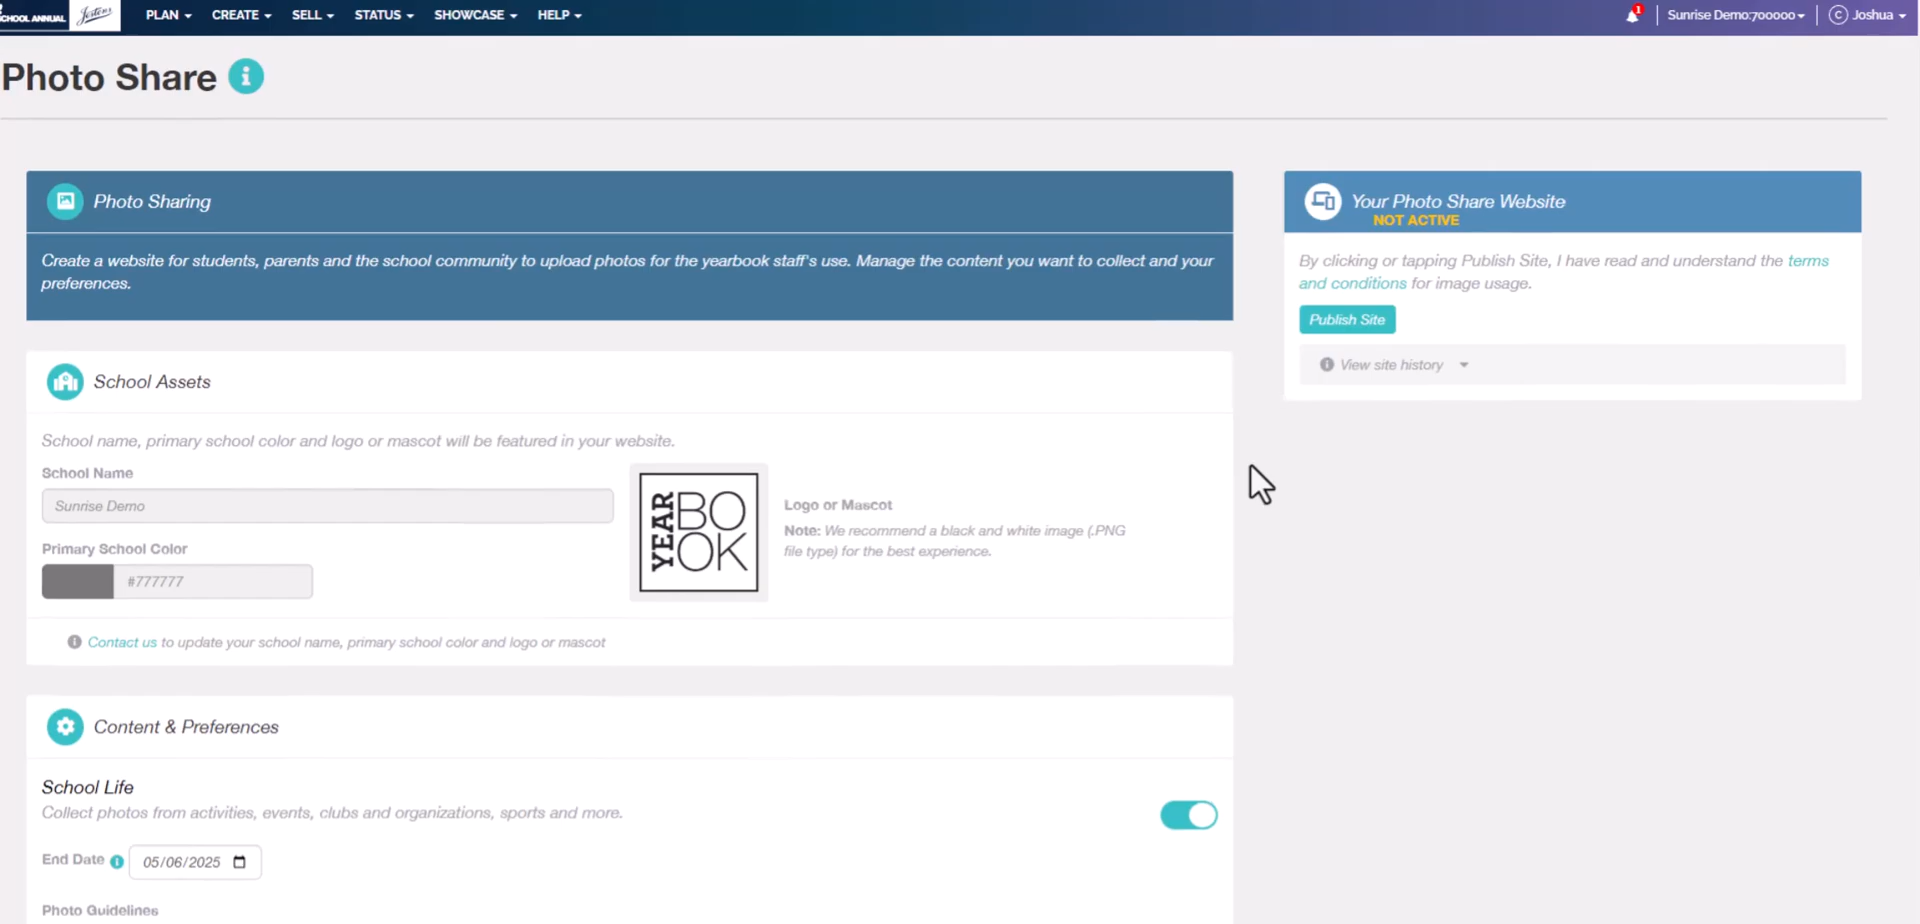 SCHOOL ANNUAL Jostens PLAN CREATE SELL STATUS SHOWCASE HELP 1 Sunrise Demo:700000 C Joshua
Photo Share
Photo Sharing
Create a website for students, parents and the school community to upload photos for the yearbook staff's use. Manage the content you want to collect and your
preferences.
Your Photo Share Website
NOT ACTIVE
By clicking or tapping Publish Site, I have read and understand the terms
and conditions for image usage.
Publish Site
View site history
School Assets
School name, primary school color and logo or mascot will be featured in your website.
School Name
Sunrise Demo
Primary School Color
#777777
YEAR
BO
OK
Logo or Mascot
Note: We recommend a black and white image (.PNG
file type) for the best experience.
Contact us to update your school name, primary school color and logo or mascot
Content & Preferences
School Life
Collect photos from activities, events, clubs and organizations, sports and more.
End Date 05/06/2025
Photo Guidelines